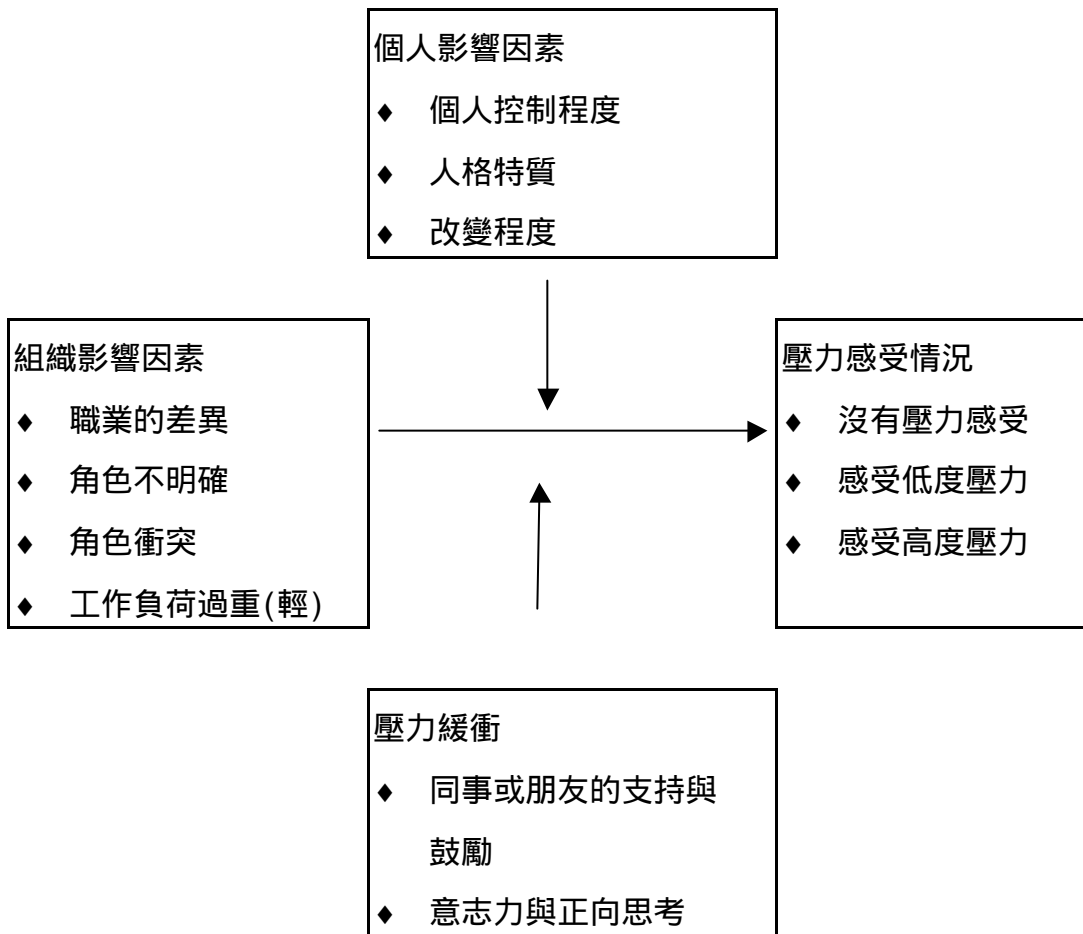 個人影響因素
♦ 個人控制程度
♦ 人格特質
♦ 改變程度
組織影響因素
♦ 職業的差異
♦ 角色不明確
♦ 角色衝突
♦ 工作負荷過重(輕)
壓力感受情況
♦ 沒有壓力感受
♦ 感受低度壓力
♦ 感受高度壓力
壓力緩衝
♦ 同事或朋友的支持與
鼓勵
♦ 意志力與正向思考